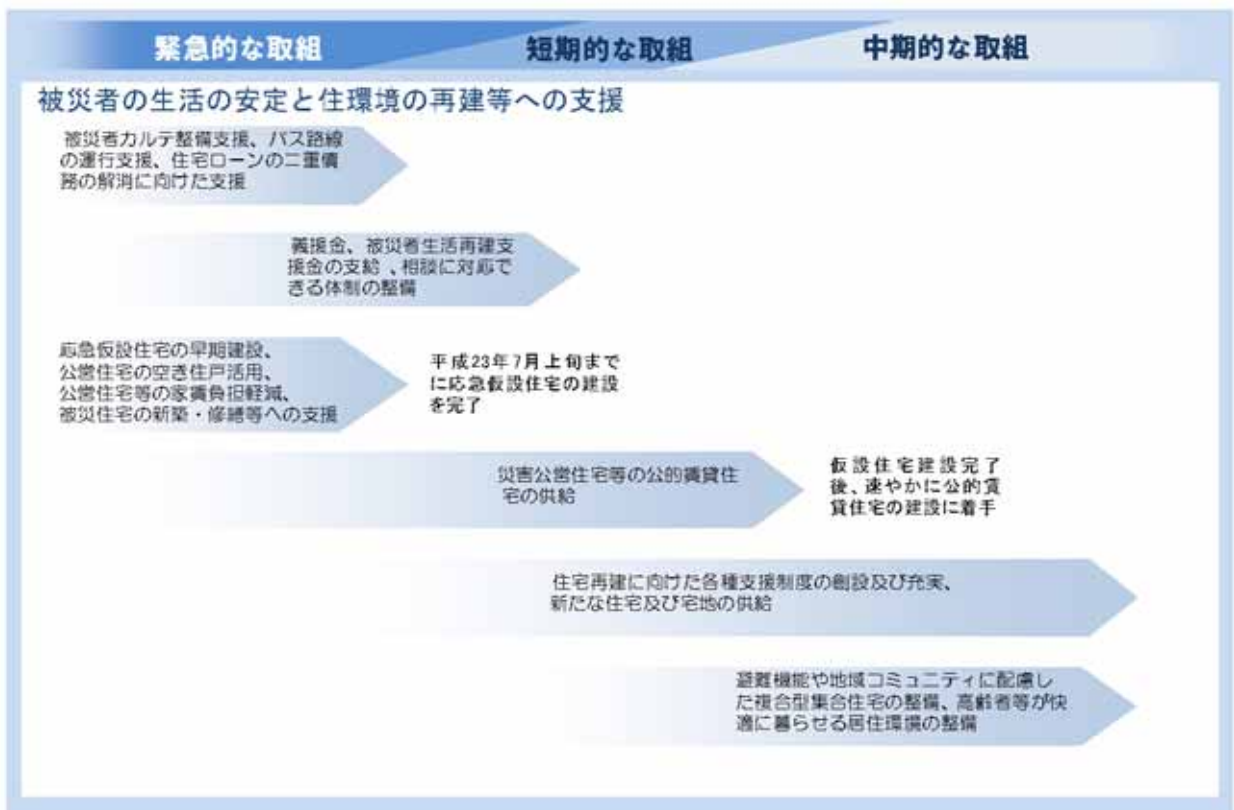 緊急的な取組 短期的な取組 中期的な取組
被災者の生活の安定と住環境の再建等への支援
被災者カルテ整備支援、バス路線
の運行支援、住宅ローンの二重債
務の解消に向けた支援
義援金、被災者生活再建支
援金の支給 、相談に対応で
きる体制の整備
応急仮設住宅の早期建設、
公営住宅の空き住戸活用、
公営住宅等の家賃負担軽減、
被災住宅の新築・修繕等への支援
平成23年7月上旬まで
に応急仮設住宅の建設
を完了
災害公営住宅等の公的賃貸住
宅の供給
仮設住宅建設完了
後、速やかに公的賃
貸住宅の建設に着手
住宅再建に向けた各種支援制度の創設及び充実、
新たな住宅及び宅地の供給
避難機能や地域コミュニティに配慮し
た複合型集合住宅の整備、高齢者等が快
適に暮らせる居住環境の整備